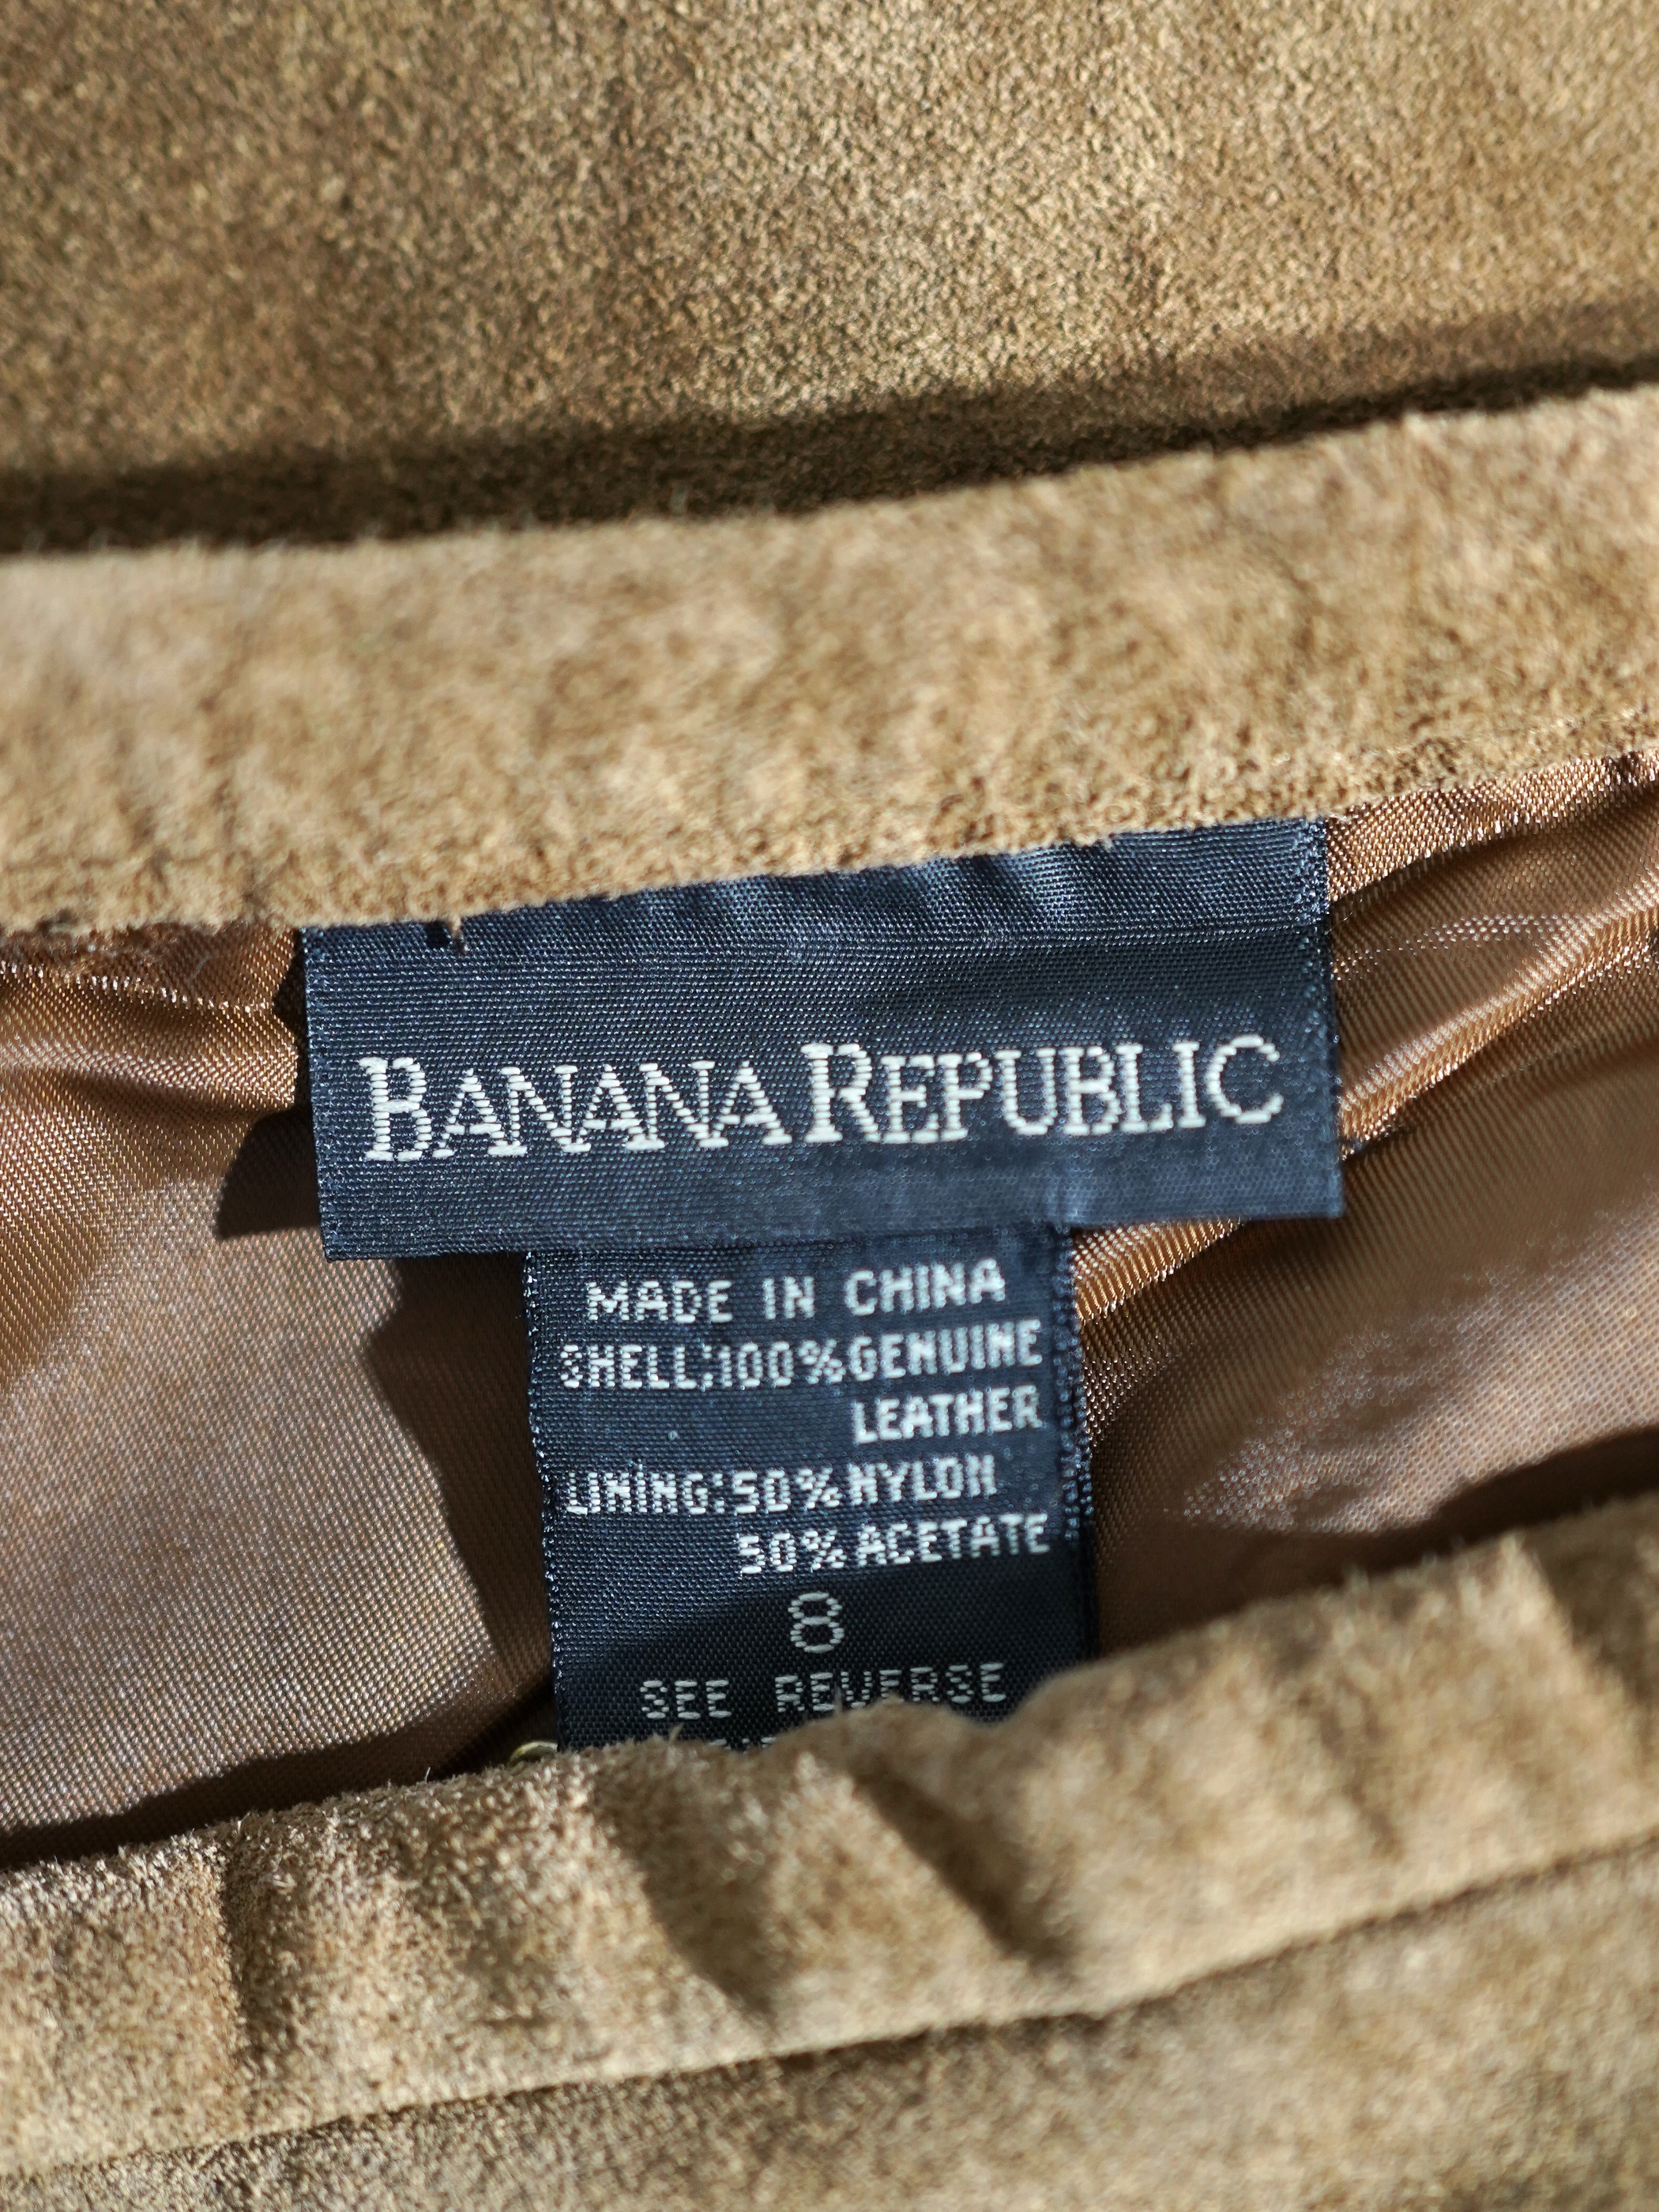 BANANA REPUBLIC
MADE IN CHINA
SHELL:100%GENUINE
LEATHER
LINING:50%NYLON
50%ACETATE
8
SEE REVERSE